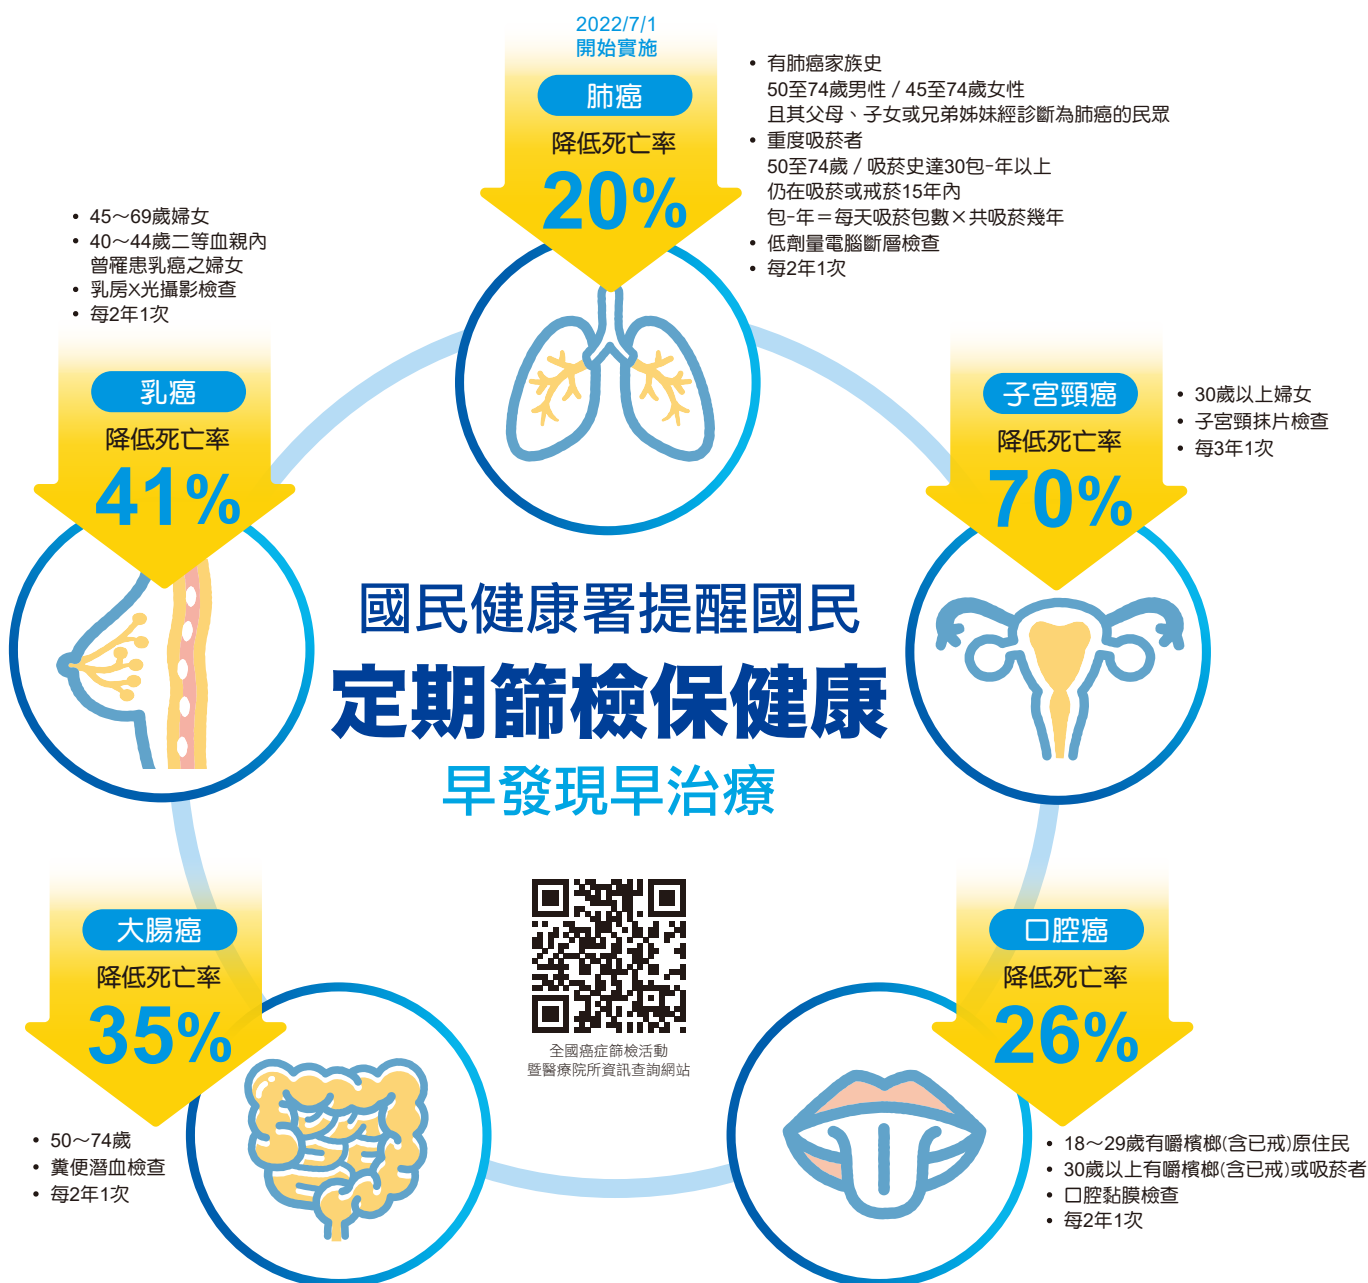 2022/7/1
開始實施
肺癌
降低死亡率
20%
• 有肺癌家族史
50至74歲男性 / 45至74歲女性
且其父母、子女或兄弟姊妹經診斷為肺癌的民眾
• 重度吸菸者
50至74歲 / 吸菸史達30包-年以上
仍在吸菸或戒菸15年內
包-年＝每天吸菸包數×共吸菸幾年
• 低劑量電腦斷層檢查
• 每2年1次
• 45～69歲婦女
• 40～44歲二等血親內
曾罹患乳癌之婦女
• 乳房X光攝影檢查
• 每2年1次
乳癌
降低死亡率
41%
子宮頸癌
降低死亡率
70%
• 30歲以上婦女
• 子宮頸抹片檢查
• 每3年1次
國民健康署提醒國民
定期篩檢保健康
早發現早治療
大腸癌
降低死亡率
35%
• 50～74歲
• 糞便潛血檢查
• 每2年1次
全國癌症篩檢活動
暨醫療院所資訊查詢網站
口腔癌
降低死亡率
26%
• 18～29歲有嚼檳榔(含已戒)原住民
• 30歲以上有嚼檳榔(含已戒)或吸菸者
• 口腔黏膜檢查
• 每2年1次